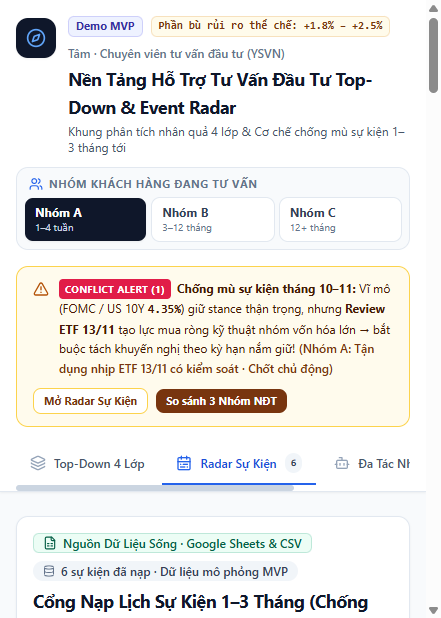 Demo MVP
Phần bù rủi ro thể chế: +1.8% – +2.5%
Tâm · Chuyên viên tư vấn đầu tư (YSVN)
Nền Tảng Hỗ Trợ Tư Vấn Đầu Tư Top-
Down & Event Radar
Khung phân tích nhân quả 4 lớp & Cơ chế chống mù sự kiện 1–
3 tháng tới
NHÓM KHÁCH HÀNG ĐANG TƯ VẤN
Nhóm A
1–4 tuần
Nhóm B
3–12 tháng
Nhóm C
12+ tháng
CONFLICT ALERT (1) Chống mù sự kiện tháng 10–11: Vĩ mô
(FOMC / US 10Y 4.35%) giữ stance thận trọng, nhưng Review
ETF 13/11 tạo lực mua ròng kỹ thuật nhóm vốn hóa lớn → bắt
buộc tách khuyến nghị theo kỳ hạn nắm giữ! (Nhóm A: Tận
dụng nhịp ETF 13/11 có kiểm soát · Chốt chủ động)
Mở Radar Sự Kiện
So sánh 3 Nhóm NĐT
Top-Down 4 Lớp
Radar Sự Kiện 6
Đa Tác Nh
Nguồn Dữ Liệu Sống · Google Sheets & CSV
6 sự kiện đã nạp · Dữ liệu mô phỏng MVP
Cổng Nạp Lịch Sự Kiện 1–3 Tháng (Chống